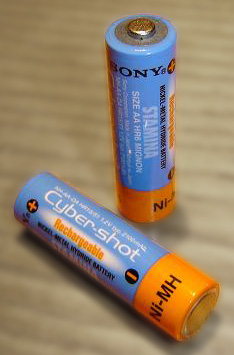 SONY®
STAMINA
SIZE AA HR6 MIGNON
NICKEL-METAL HYDRIDE BATTERY
Rechargeable
Ni-
Cyber-shot
Rechargeable
NICKEL-METAL HYDRIDE BATTERY
Ni-MH